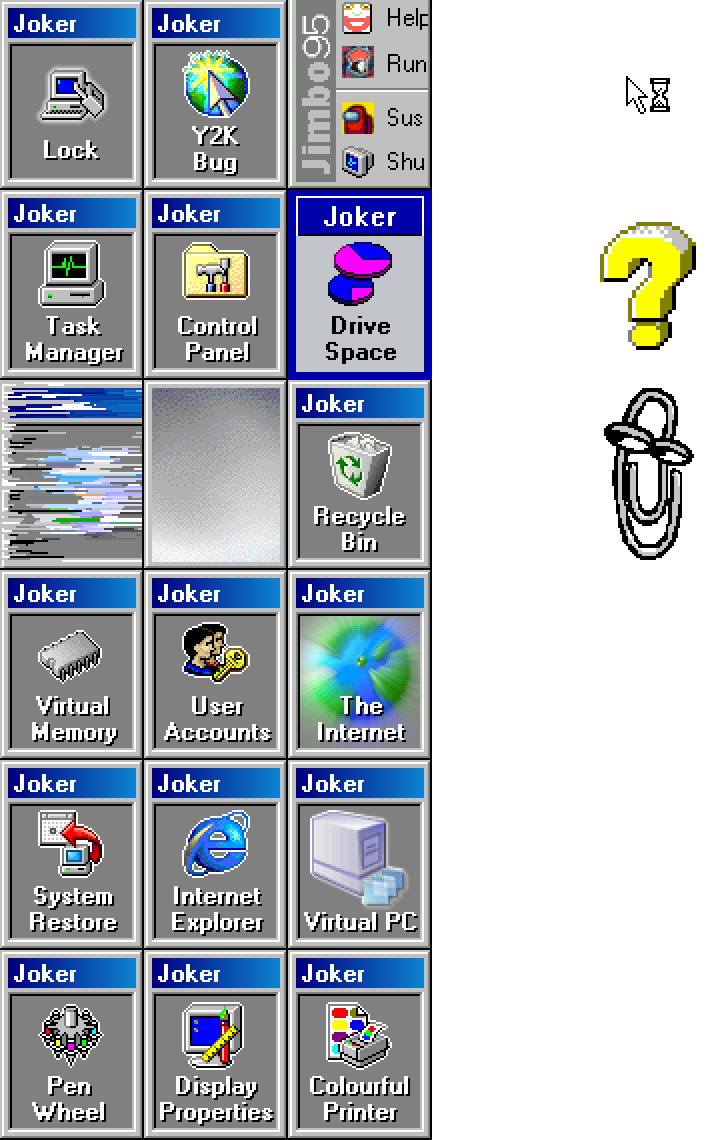 Joker
Lock
Joker
Y2K
Bug
Jimbo95
Help
Run
Sus
Shu
Joker
Task
Manager
Joker
Control
Panel
Joker
Drive
Space
Joker
Recycle
Bin
Joker
Virtual
Memory
Joker
User
Accounts
Joker
The
Internet
Joker
System
Restore
Joker
Internet
Explorer
Joker
Virtual PC
Joker
Pen
Wheel
Joker
Display
Properties
Joker
Colourful
Printer